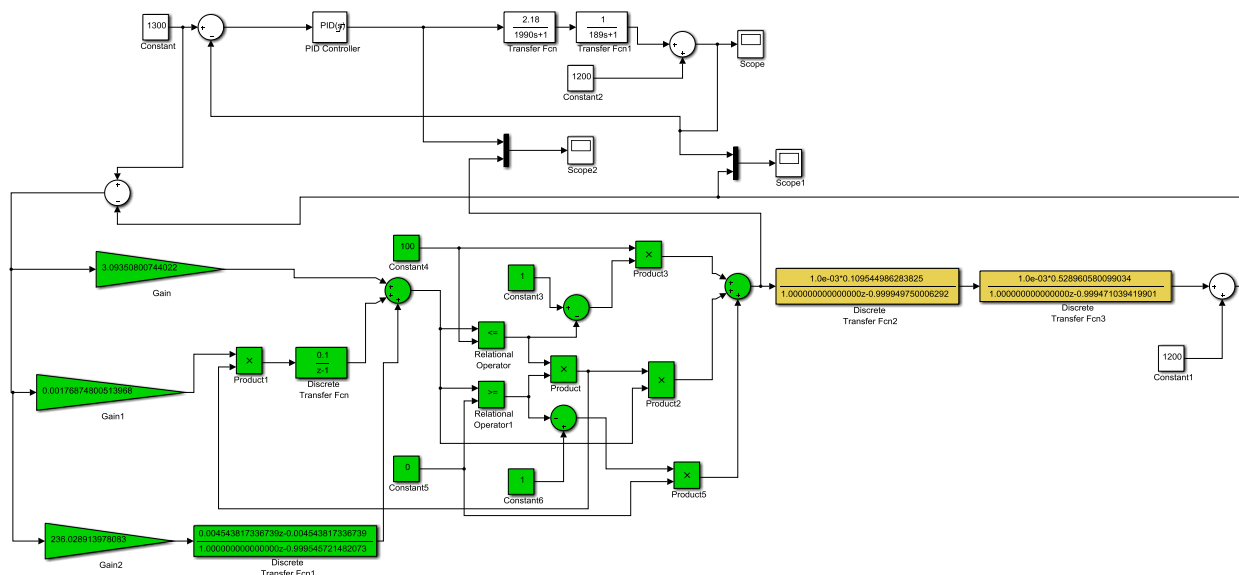 1300
Constant
+
-
PID(s)
PID Controller
2.18
1990s+1
Transfer Fcn
1
189s+1
Transfer Fcn1
+
+
1200
Constant2
Scope
Scope2
Scope1
+
-
3.09350800744022
Gain
100
Constant4
+
+
+
1
Constant3
+
-
×
Product3
+
+
+
1.0e-03*0.109544986283825
1.000000000000000z-0.999949750006292
Discrete
Transfer Fcn2
1.0e-03*0.528960580099034
1.000000000000000z-0.999471039419901
Discrete
Transfer Fcn3
+
+
1200
Constant1
<=
Relational
Operator
0.00176874800513968
Gain1
×
Product1
0.1
z-1
Discrete
Transfer Fcn
×
Product
×
Product2
>=
Relational
Operator1
-
+
0
Constant5
1
Constant6
×
Product5
236.028913978083
Gain2
0.004543817336739z-0.004543817336739
1.000000000000000z-0.999545721482073
Discrete
Transfer Fcn1